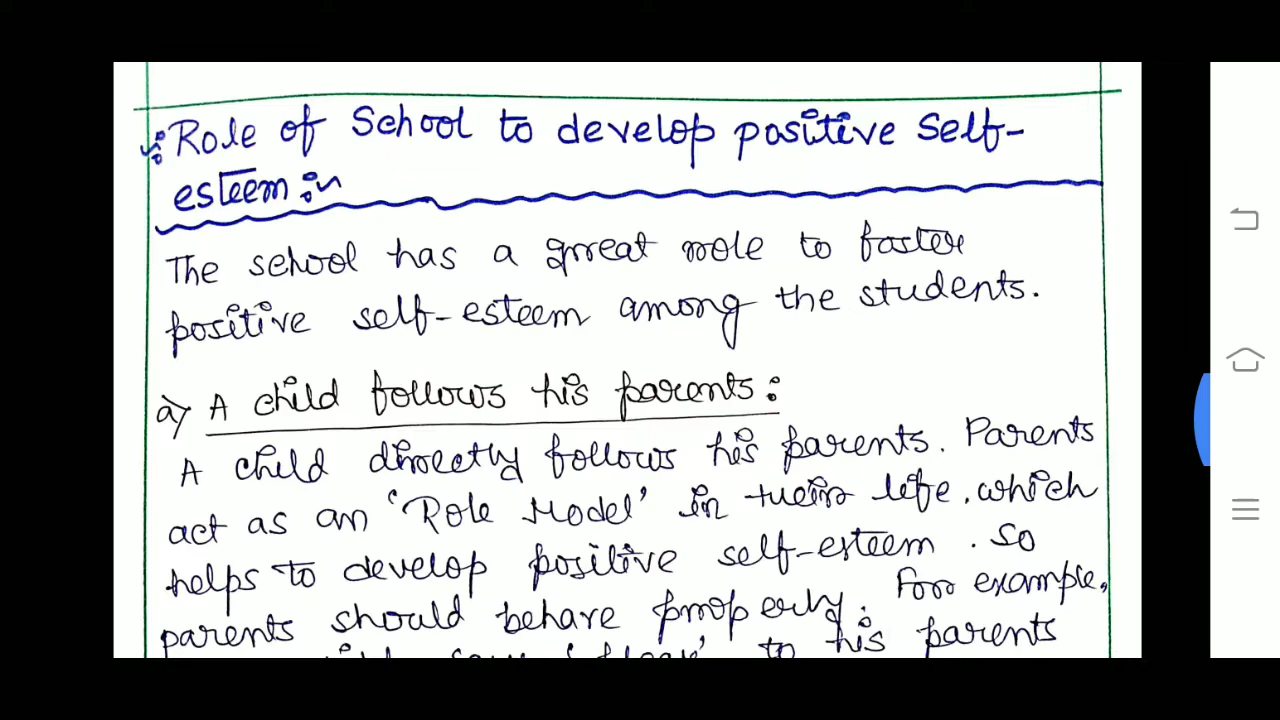 Role of School to develop positive Self-
esteem :~
The school has a great role to foster
positive self-esteem among the students.
a) A child follows his parents:
A child directly follows his parents. Parents
act as an 'Role Model' in their life, which
helps to develop positive self-esteem. So
parents should behave properly. For example,
to his parents